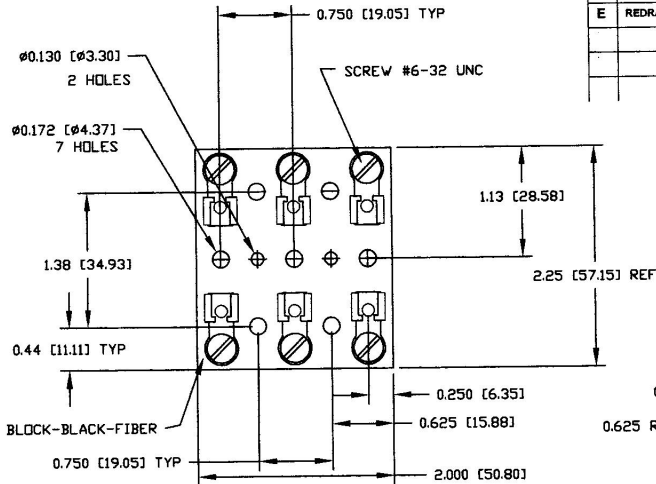 0.750 [19.05] TYP
E
ø0.130 [ø3.30]
2 HOLES
SCREW #6-32 UNC
ø0.172 [ø4.37]
7 HOLES
1.13 [28.58]
1.38 [34.93]
2.25 [57.15] REF
0.44 [11.11] TYP
0.250 [6.35]
0.625 [15.88]
BLOCK-BLACK-FIBER
0.625 R
0.750 [19.05] TYP
2.000 [50.80]